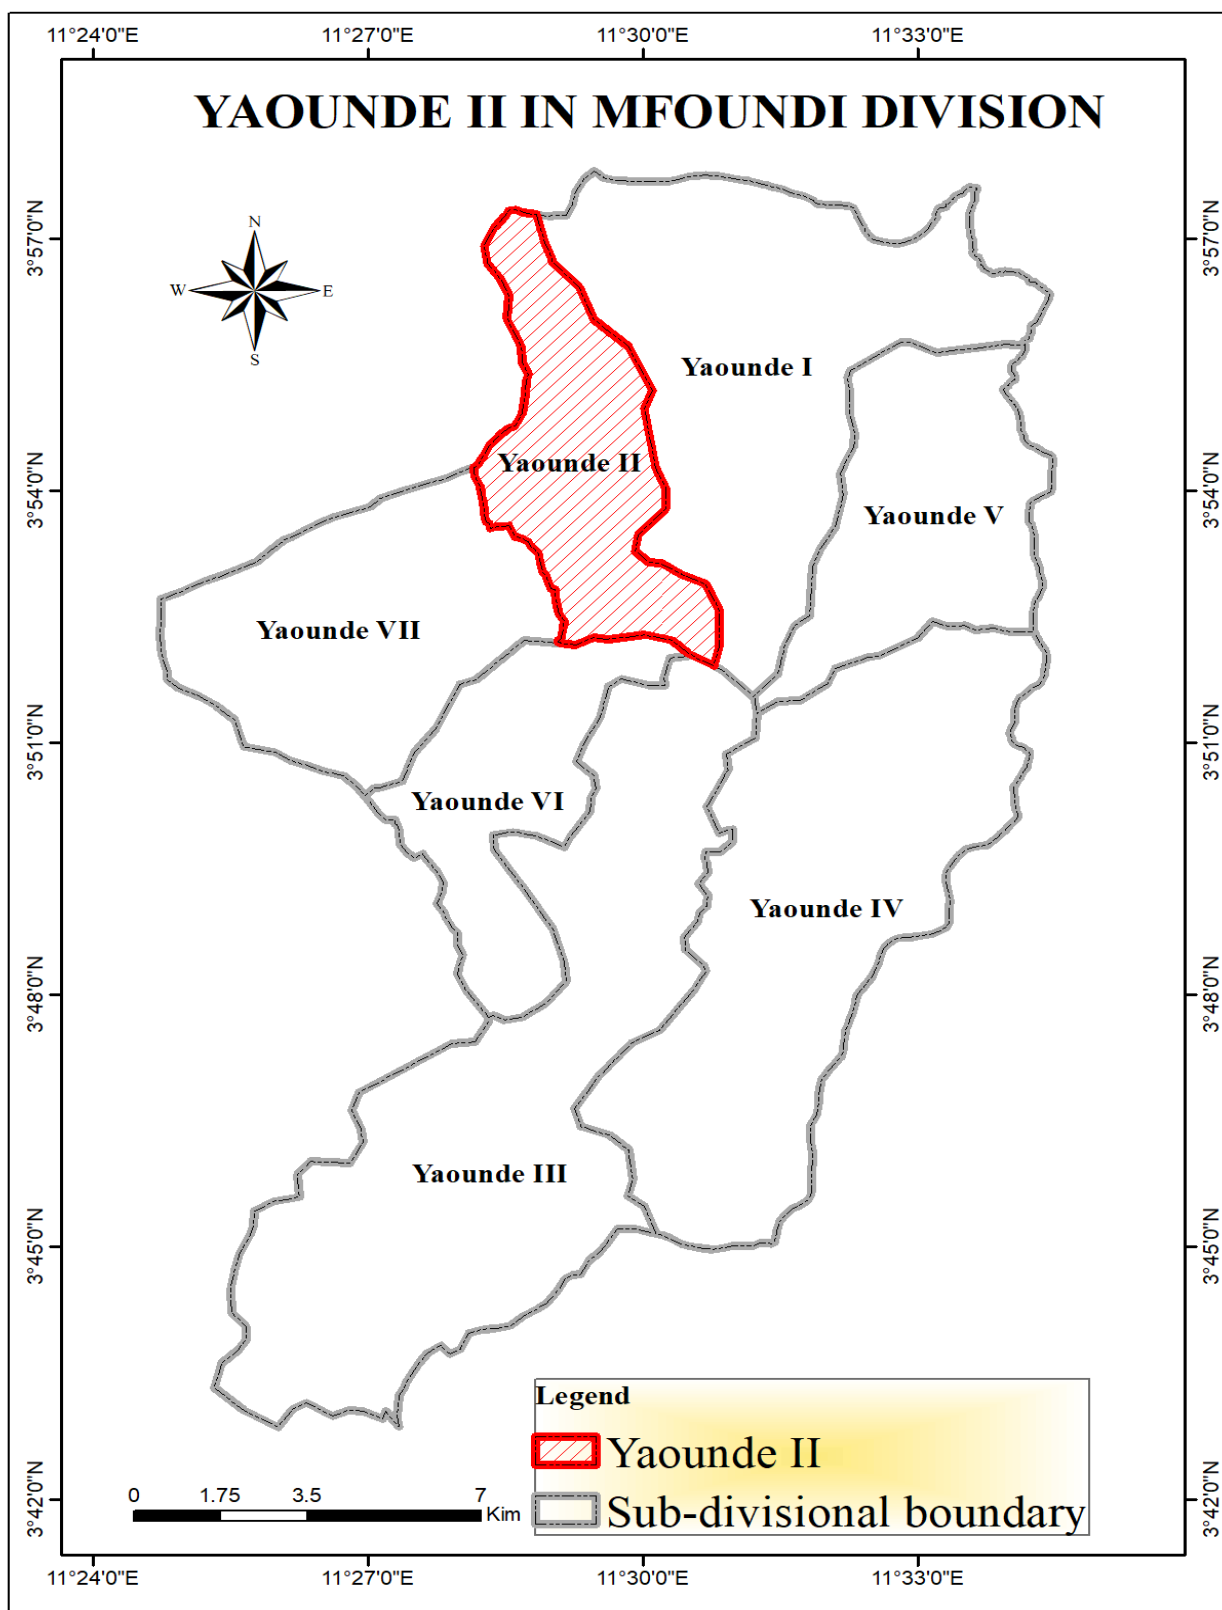 11°24'0"E 11°27'0"E 11°30'0"E 11°33'0"E
YAOUNDE II IN MFOUNDI DIVISION
3°57'0"N 3°57'0"N
N
W E
S
Yaounde I
Yaounde II
3°54'0"N 3°54'0"N
Yaounde V
Yaounde VII
3°51'0"N 3°51'0"N
Yaounde VI
Yaounde IV
3°48'0"N 3°48'0"N
Yaounde III
3°45'0"N 3°45'0"N
Legend
Yaounde II
Sub-divisional boundary
0 1.75 3.5 7
Kim
3°42'0"N 3°42'0"N
11°24'0"E 11°27'0"E 11°30'0"E 11°33'0"E